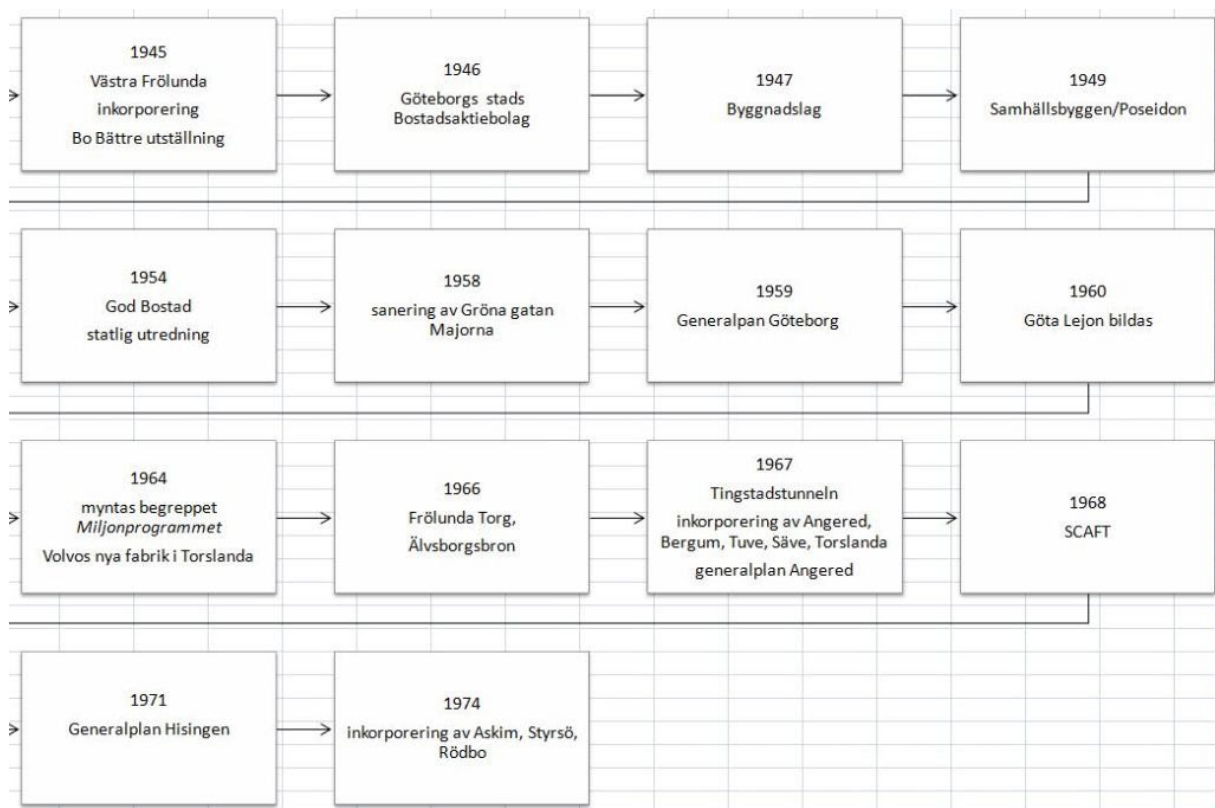 1945
Västra Frölunda
inkorporering
Bo Bättre utställning
1946
Göteborgs stads
Bostadsaktiebolag
1947
Byggnadslag
1949
Samhällsbyggen/Poseidon
1954
God Bostad
statlig utredning
1958
sanering av Gröna gatan
Majorna
1959
Generalpan Göteborg
1960
Göta Lejon bildas
1964
myntas begreppet
Miljonprogrammet
Volvos nya fabrik i Torslanda
1966
Frölunda Torg,
Älvsborgsbron
1967
Tingstadstunneln
inkorporering av Angered,
Bergum, Tuve, Säve, Torslanda
generalplan Angered
1968
SCAFT
1971
Generalplan Hisingen
1974
inkorporering av Askim, Styrsö,
Rödbo